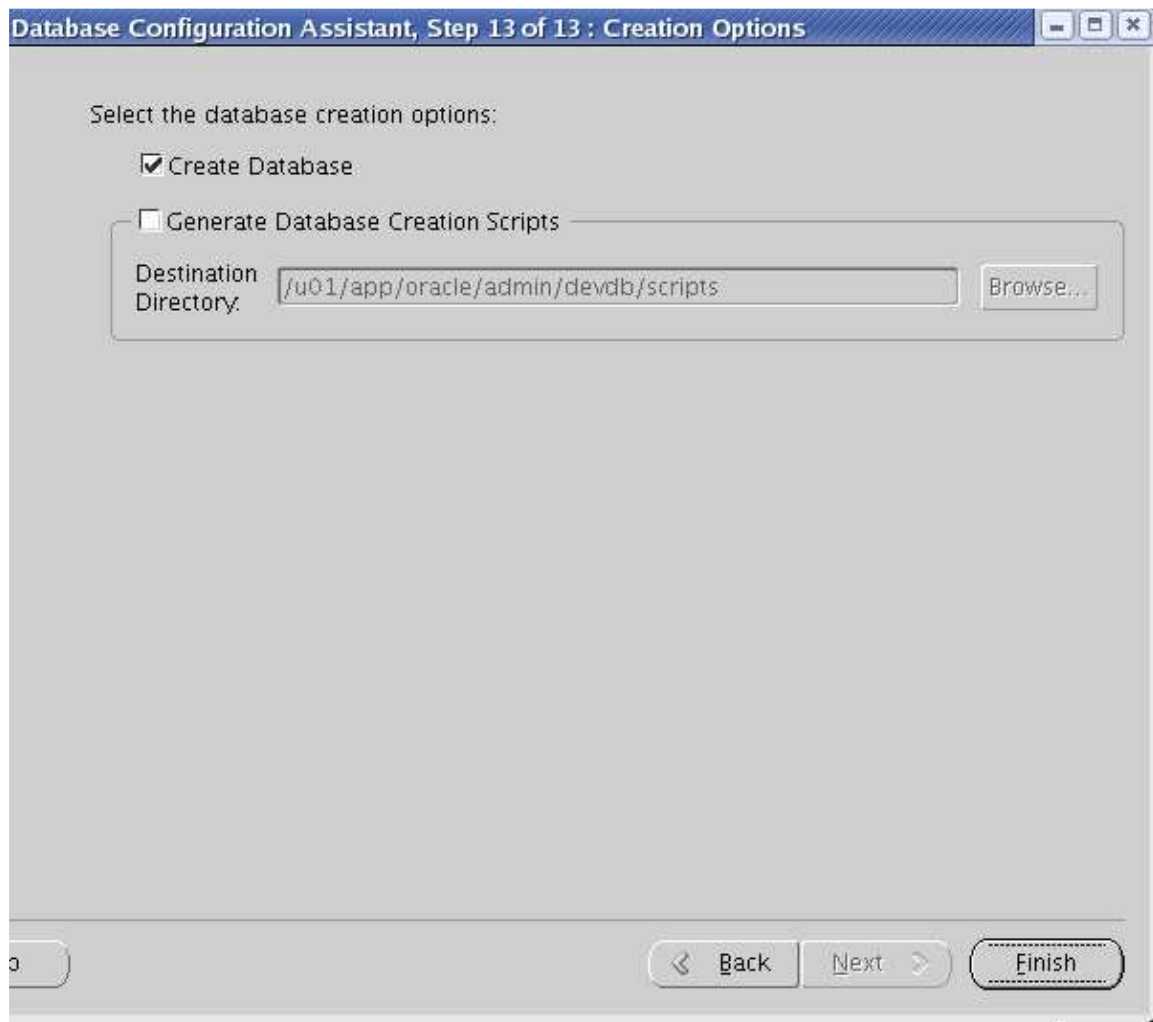 Database Configuration Assistant, Step 13 of 13 : Creation Options
Select the database creation options:
Create Database
Generate Database Creation Scripts
Destination
Directory:
/u01/app/oracle/admin/devdb/scripts
Browse...
Back
Next
Finish